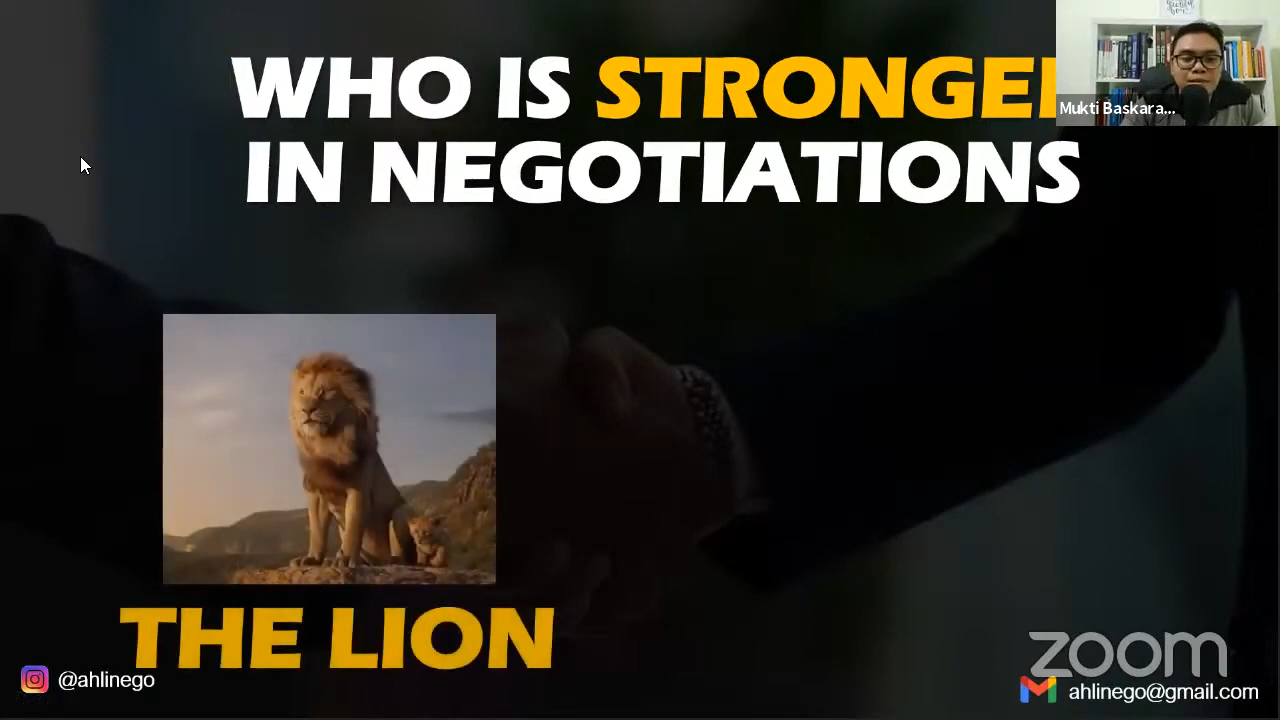 WHO IS STRONGE
IN NEGOTIATIONS
Mukti Baskara...
THE LION
@ahlinego
zoom
ahlinego@gmail.com